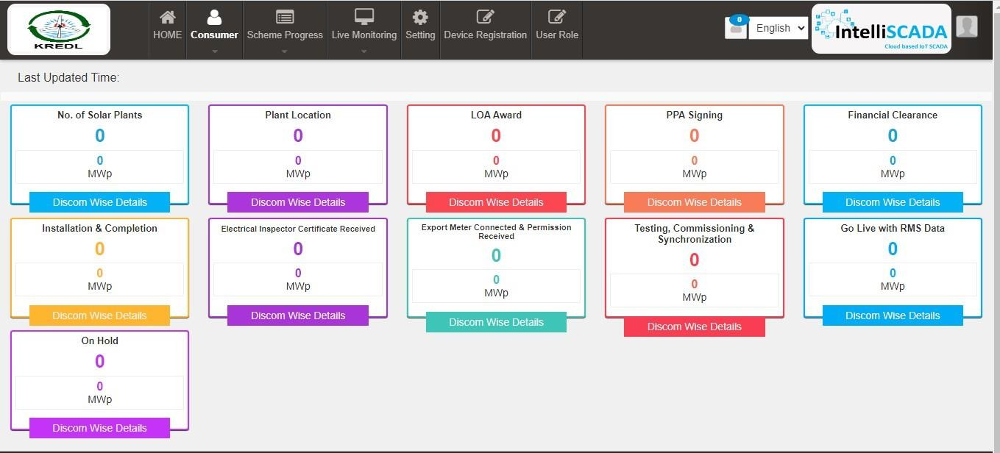 KREDL
HOME
Consumer
Scheme Progress
Live Monitoring
Setting
Device Registration
User Role
0
English
IntelliSCADA
Cloud based IoT SCADA
Last Updated Time:
No. of Solar Plants
0
0
MWp
Discom Wise Details
Plant Location
0
0
MWp
Discom Wise Details
LOA Award
0
0
MWp
Discom Wise Details
PPA Signing
0
0
MWp
Discom Wise Details
Financial Clearance
0
0
MWp
Discom Wise Details
Installation & Completion
0
0
MWp
Discom Wise Details
Electrical Inspector Certificate Received
0
0
MWp
Discom Wise Details
Export Meter Connected & Permission
Received
0
0
MWp
Discom Wise Details
Testing, Commissioning &
Synchronization
0
0
MWp
Discom Wise Details
Go Live with RMS Data
0
0
MWp
Discom Wise Details
On Hold
0
0
MWp
Discom Wise Details